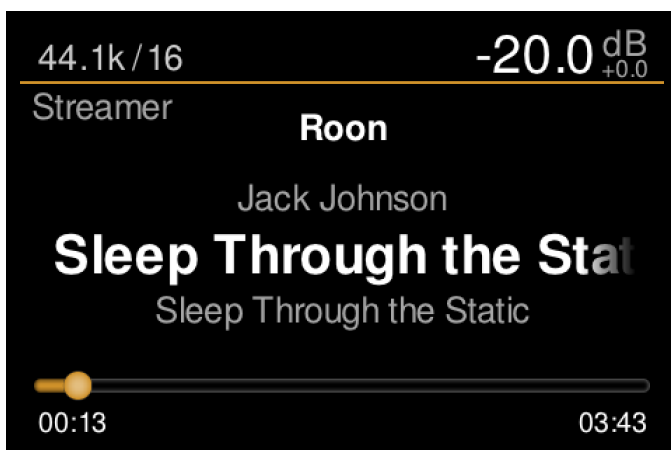 44.1k/16 -20.0 dB +0.0
Streamer
Roon
Jack Johnson
Sleep Through the Stat
Sleep Through the Static
00:13 03:43